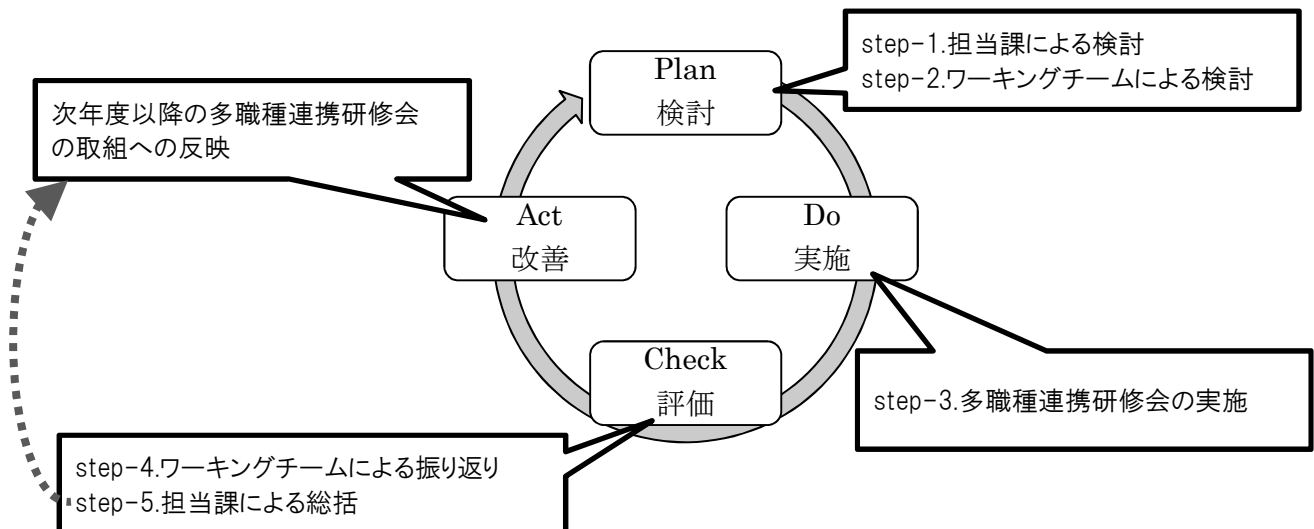 step-1.担当課による検討
step-2.ワーキングチームによる検討
Plan
検討
次年度以降の多職種連携研修会
の取組への反映
Act
改善
Do
実施
Check
評価
step-3.多職種連携研修会の実施
step-4.ワーキングチームによる振り返り
step-5.担当課による総括